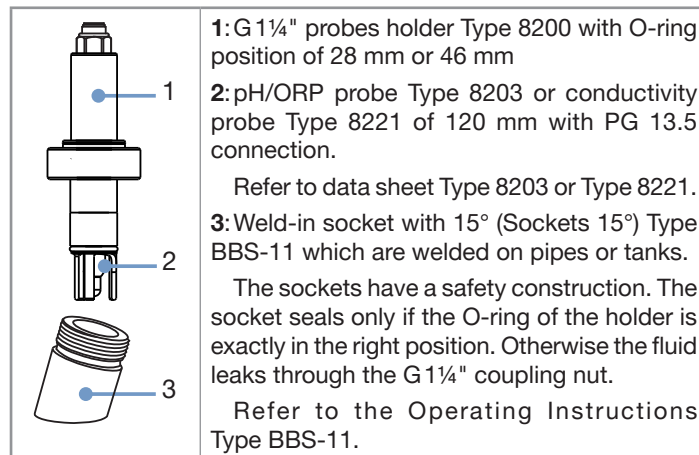 1
2
3
1: G 1¼" probes holder Type 8200 with O-ring
position of 28 mm or 46 mm
2: pH/ORP probe Type 8203 or conductivity
probe Type 8221 of 120 mm with PG 13.5
connection.
Refer to data sheet Type 8203 or Type 8221.
3: Weld-in socket with 15° (Sockets 15°) Type
BBS-11 which are welded on pipes or tanks.
The sockets have a safety construction. The
socket seals only if the O-ring of the holder is
exactly in the right position. Otherwise the fluid
leaks through the G 1¼" coupling nut.
Refer to the Operating Instructions
Type BBS-11.